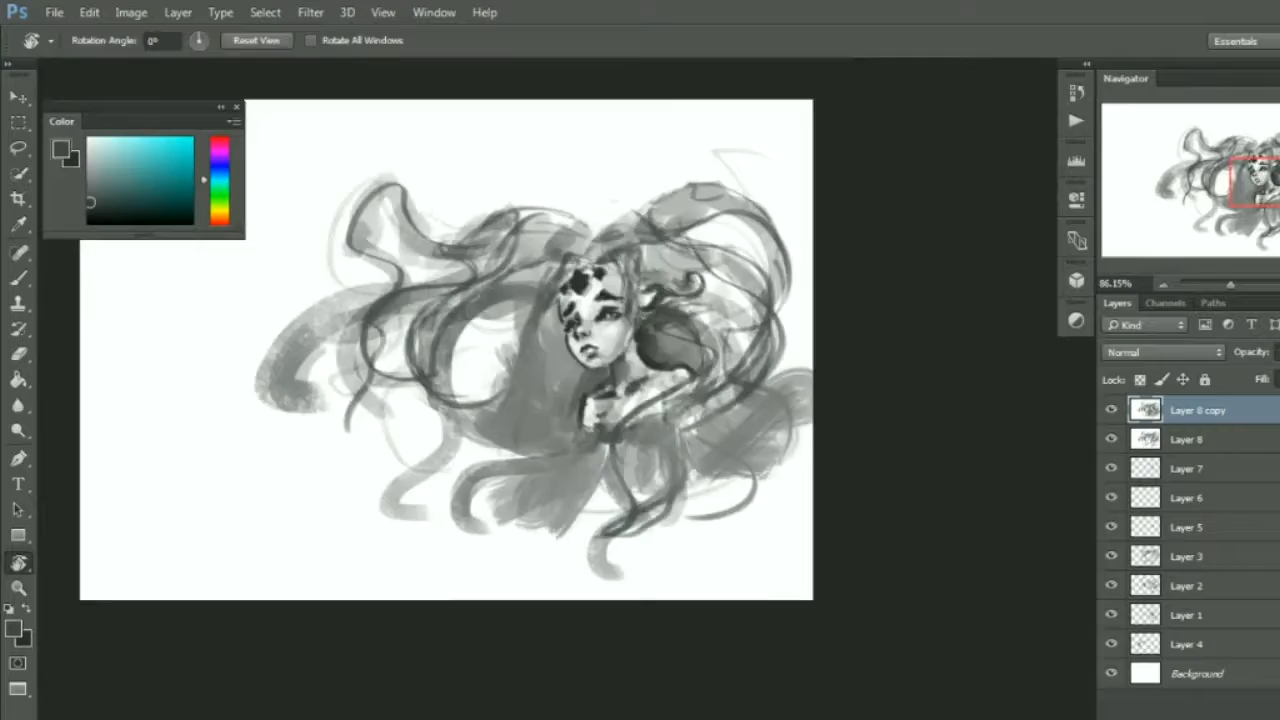 Ps File Edit Image Layer Type Select Filter 3D View Window Help
Rotation Angle: 0° Reset View Rotate All Windows Essentials
Color
Navigator
86.15%
Layers Channels Paths
Kind
Normal Opacity:
Lock: Fill:
Layer 8 copy
Layer 8
Layer 7
Layer 6
Layer 5
Layer 3
Layer 2
Layer 1
Layer 4
Background